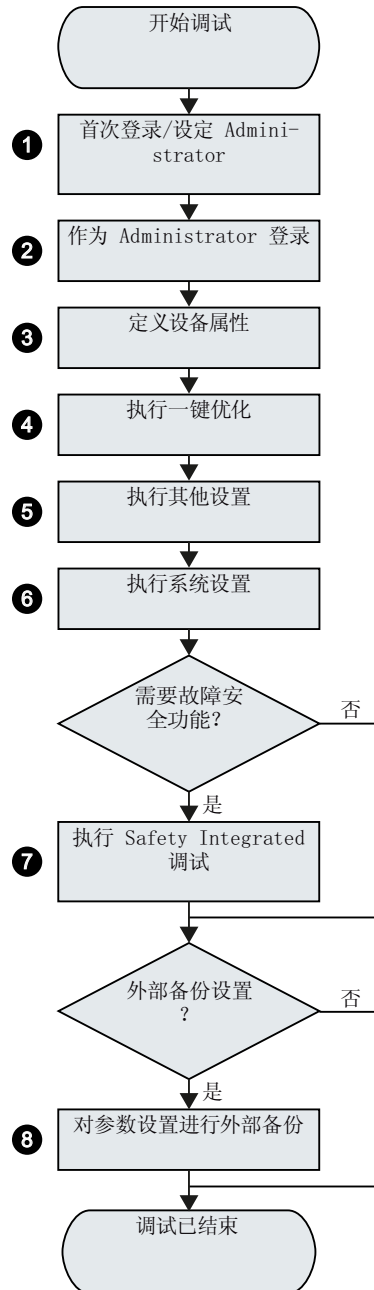 开始调试
1
首次登录/设定 Admini-
strator
2
作为 Administrator 登录
3
定义设备属性
4
执行一键优化
5
执行其他设置
6
执行系统设置
需要故障安
全功能?
否
是
7
执行 Safety Integrated
调试
外部备份设置
?
否
是
8
对参数设置进行外部备份
调试已结束